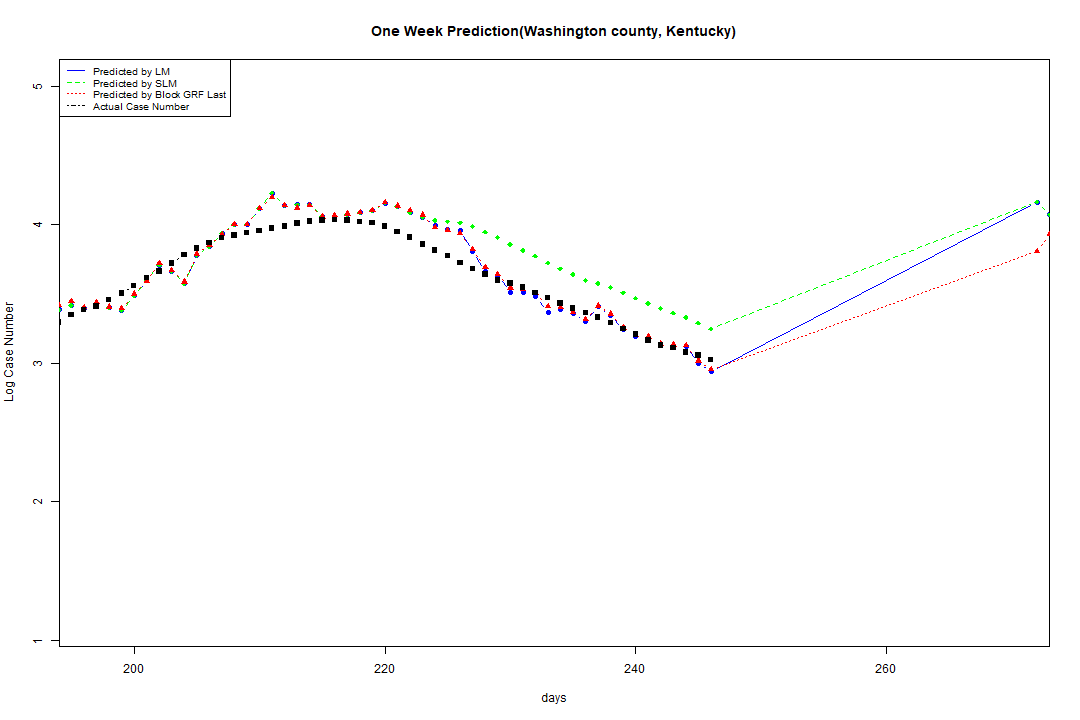 One Week Prediction(Washington county, Kentucky)
Predicted by LM
Predicted by SLM
Predicted by Block GRF Last
Actual Case Number
5
4
3
2
1
Log Case Number
200 220 240 260
days